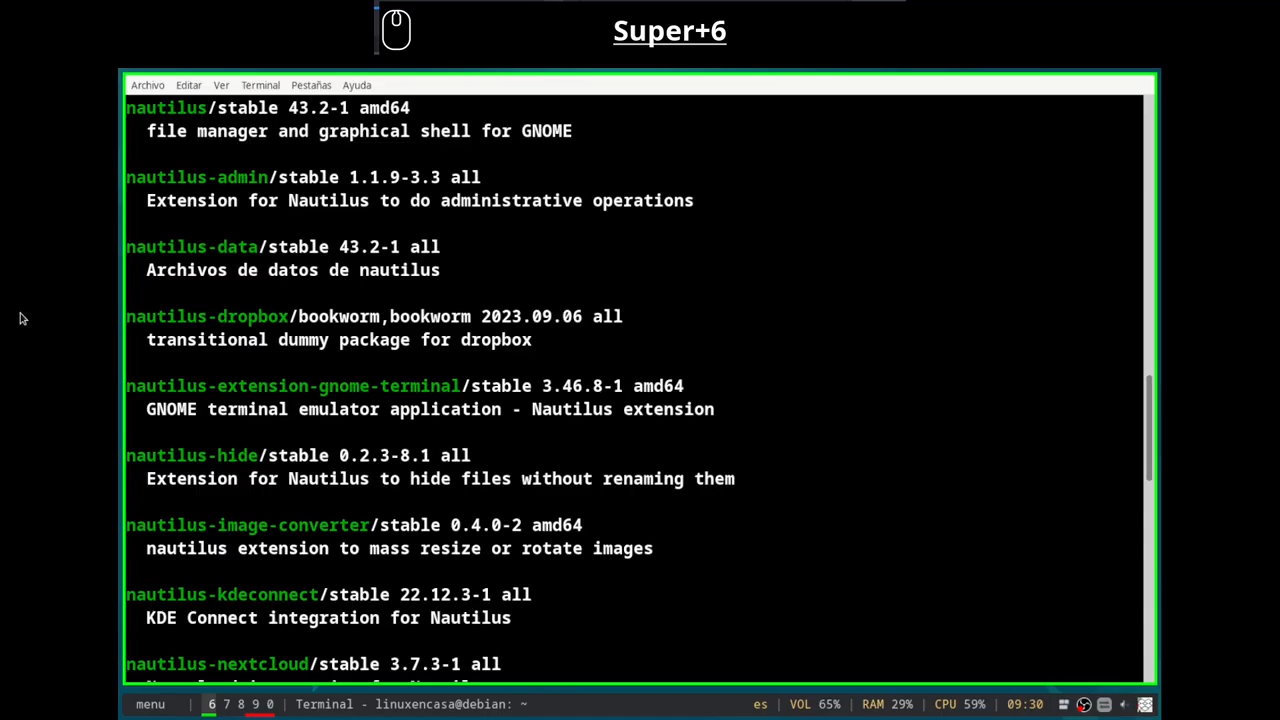 Super+6
Archivo Editar Ver Terminal Pestañas Ayuda
nautilus/stable 43.2-1 amd64
file manager and graphical shell for GNOME
nautilus-admin/stable 1.1.9-3.3 all
Extension for Nautilus to do administrative operations
nautilus-data/stable 43.2-1 all
Archivos de datos de nautilus
nautilus-dropbox/bookworm,bookworm 2023.09.06 all
transitional dummy package for dropbox
nautilus-extension-gnome-terminal/stable 3.46.8-1 amd64
GNOME terminal emulator application - Nautilus extension
nautilus-hide/stable 0.2.3-8.1 all
Extension for Nautilus to hide files without renaming them
nautilus-image-converter/stable 0.4.0-2 amd64
nautilus extension to mass resize or rotate images
nautilus-kdeconnect/stable 22.12.3-1 all
KDE Connect integration for Nautilus
nautilus-nextcloud/stable 3.7.3-1 all
menu | 6 7 8 9 0 | Terminal - linuxencasa@debian: ~ es | VOL 65% | RAM 29% | CPU 59% | 09:30